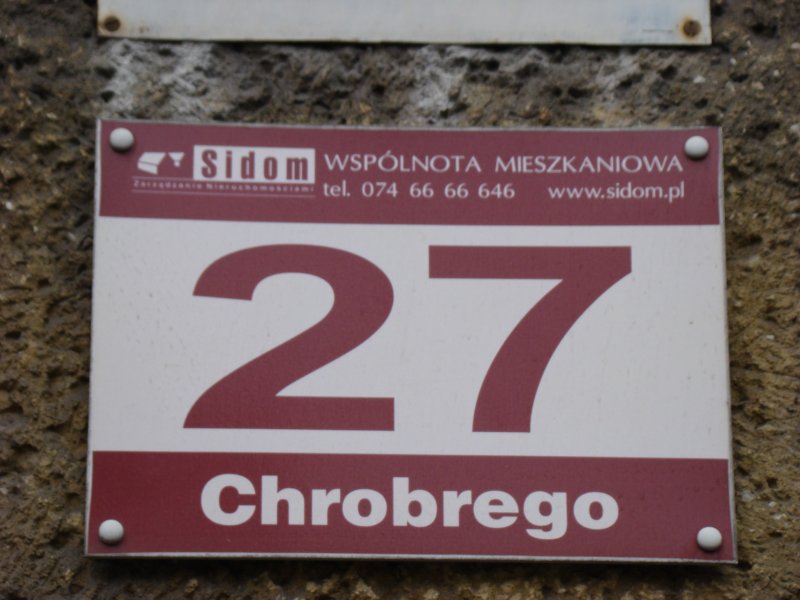 Sidom WSPÓLNOTA MIESZKANIOWA
Zarządzanie Nieruchomościami tel. 074 66 66 646 www.sidom.pl
27
Chrobrego